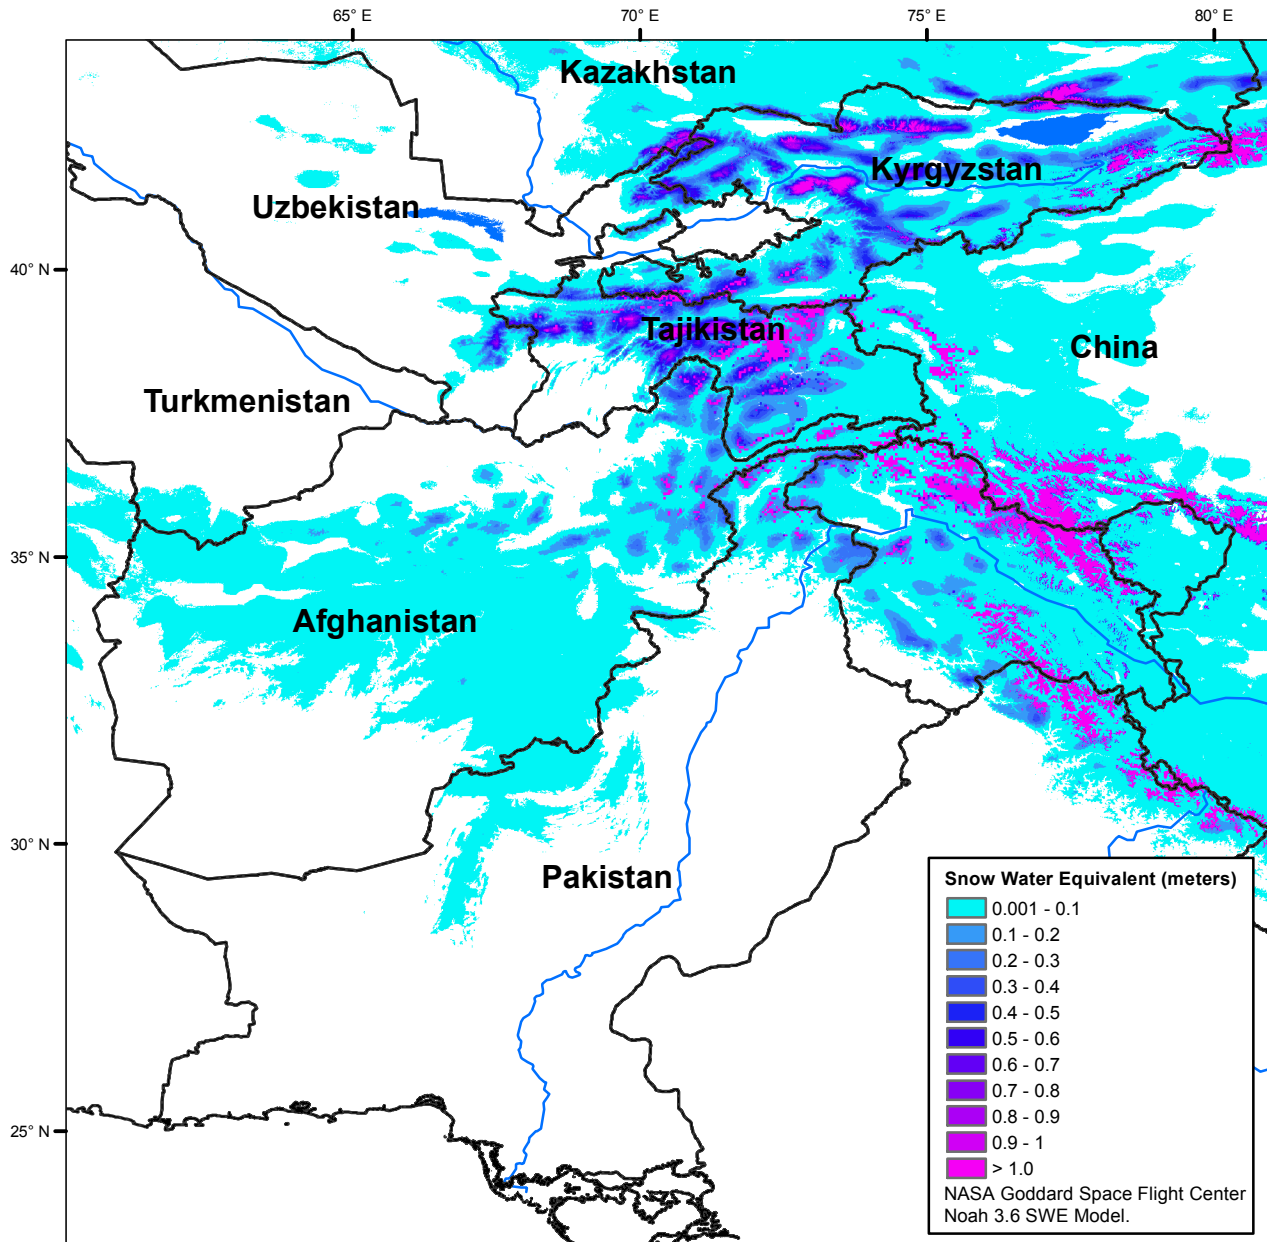 65° E
70° E
75° E
80° E
Kazakhstan
Kyrgyzstan
Uzbekistan
40° N
Tajikistan
China
Turkmenistan
35° N
Afghanistan
30° N
Pakistan
25° N
Snow Water Equivalent (meters)
0.001 - 0.1
0.1 - 0.2
0.2 - 0.3
0.3 - 0.4
0.4 - 0.5
0.5 - 0.6
0.6 - 0.7
0.7 - 0.8
0.8 - 0.9
0.9 - 1
> 1.0
NASA Goddard Space Flight Center
Noah 3.6 SWE Model.